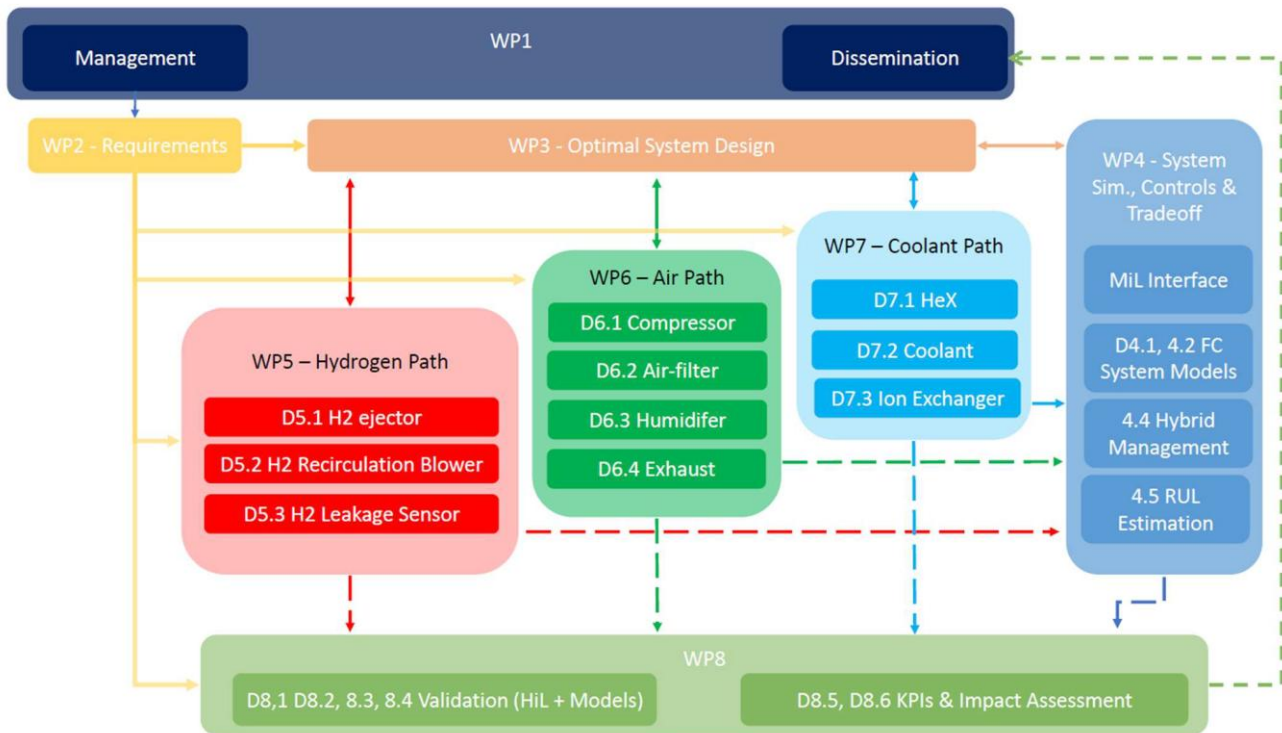 WP1
Management
Dissemination
WP2 - Requirements
WP3 - Optimal System Design
WP4 - System
Sim., Controls &
Tradeoff
MiL Interface
D4.1, 4.2 FC
System Models
4.4 Hybrid
Management
4.5 RUL
Estimation
WP7 – Coolant Path
D7.1 HeX
D7.2 Coolant
D7.3 Ion Exchanger
WP6 – Air Path
D6.1 Compressor
D6.2 Air-filter
D6.3 Humidifer
D6.4 Exhaust
WP5 – Hydrogen Path
D5.1 H2 ejector
D5.2 H2 Recirculation Blower
D5.3 H2 Leakage Sensor
WP8
D8,1 D8.2, 8.3, 8.4 Validation (HiL + Models)
D8.5, D8.6 KPIs & Impact Assessment